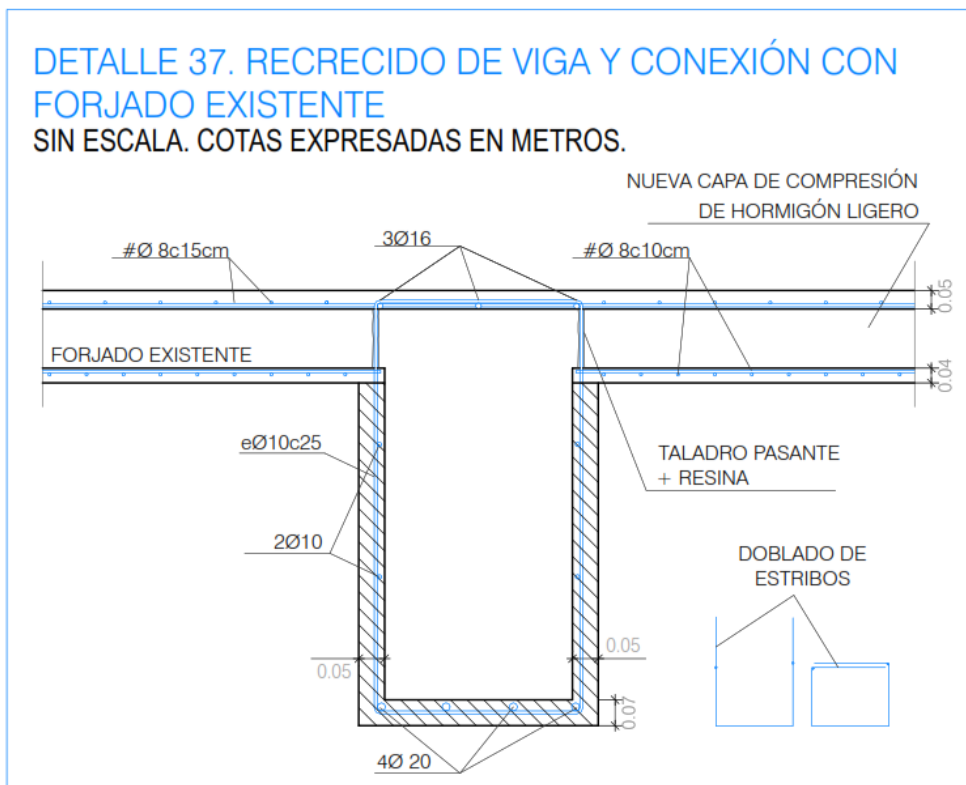 DETALLE 37. RECRECIDO DE VIGA Y CONEXIÓN CON
FORJADO EXISTENTE
SIN ESCALA. COTAS EXPRESADAS EN METROS.
NUEVA CAPA DE COMPRESIÓN
DE HORMIGÓN LIGERO
#Ø 8c15cm
3Ø16
#Ø 8c10cm
0.05
FORJADO EXISTENTE
0.04
eØ10c25
TALADRO PASANTE
+ RESINA
2Ø10
DOBLADO DE
ESTRIBOS
0.05
0.05
0.07
4Ø 20